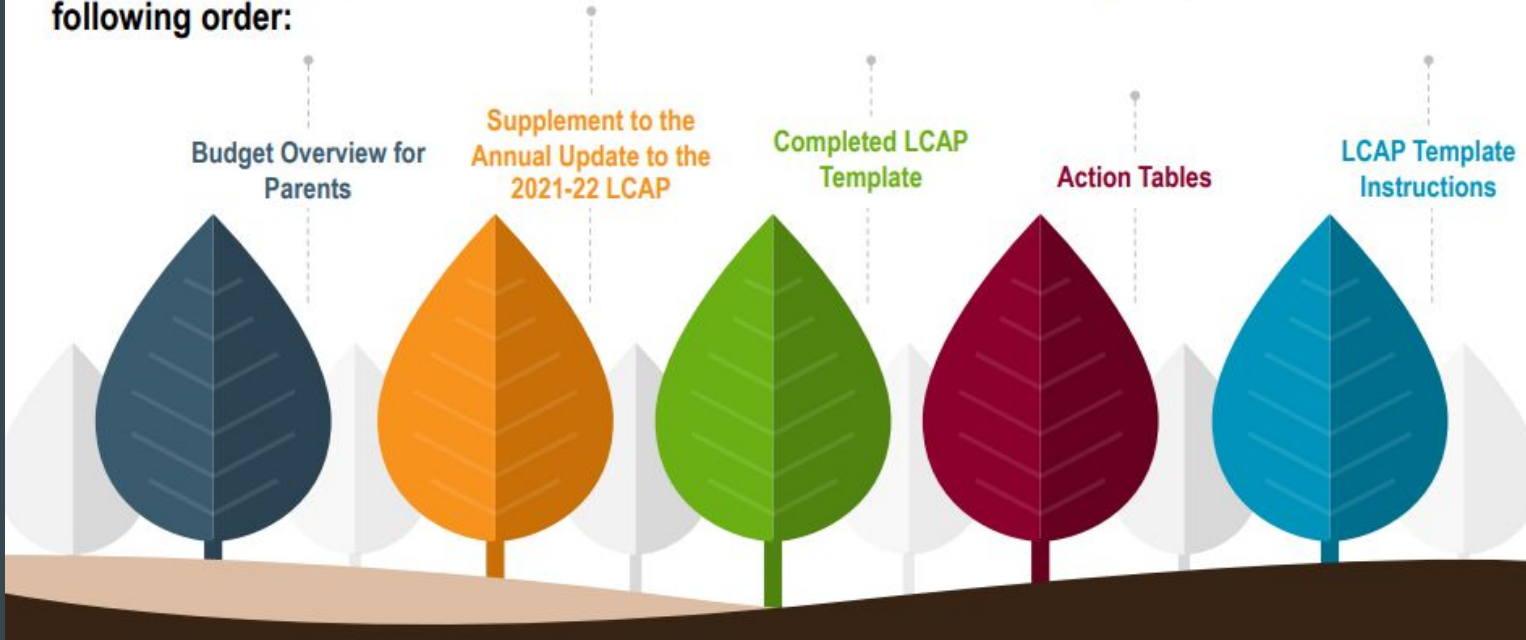 following order:
Budget Overview for
Parents
Supplement to the
Annual Update to the
2021-22 LCAP
Completed LCAP
Template
Action Tables
LCAP Template
Instructions